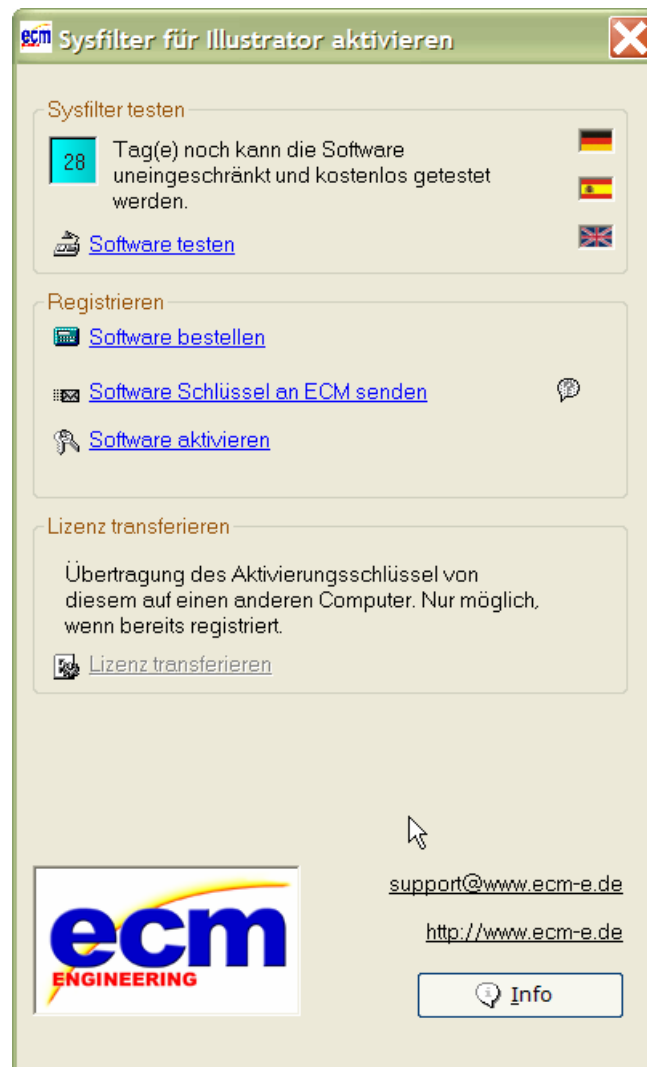 ecm Sysfilter für Illustrator aktivieren
Sysfilter testen
28
Tag(e) noch kann die Software
uneingeschränkt und kostenlos getestet
werden.
Software testen
Registrieren
Software bestellen
Software Schlüssel an ECM senden
Software aktivieren
Lizenz transferieren
Übertragung des Aktivierungsschlüssel von
diesem auf einen anderen Computer. Nur möglich,
wenn bereits registriert.
Lizenz transferieren
ecm
ENGINEERING
support@www.ecm-e.de
http://www.ecm-e.de
Info